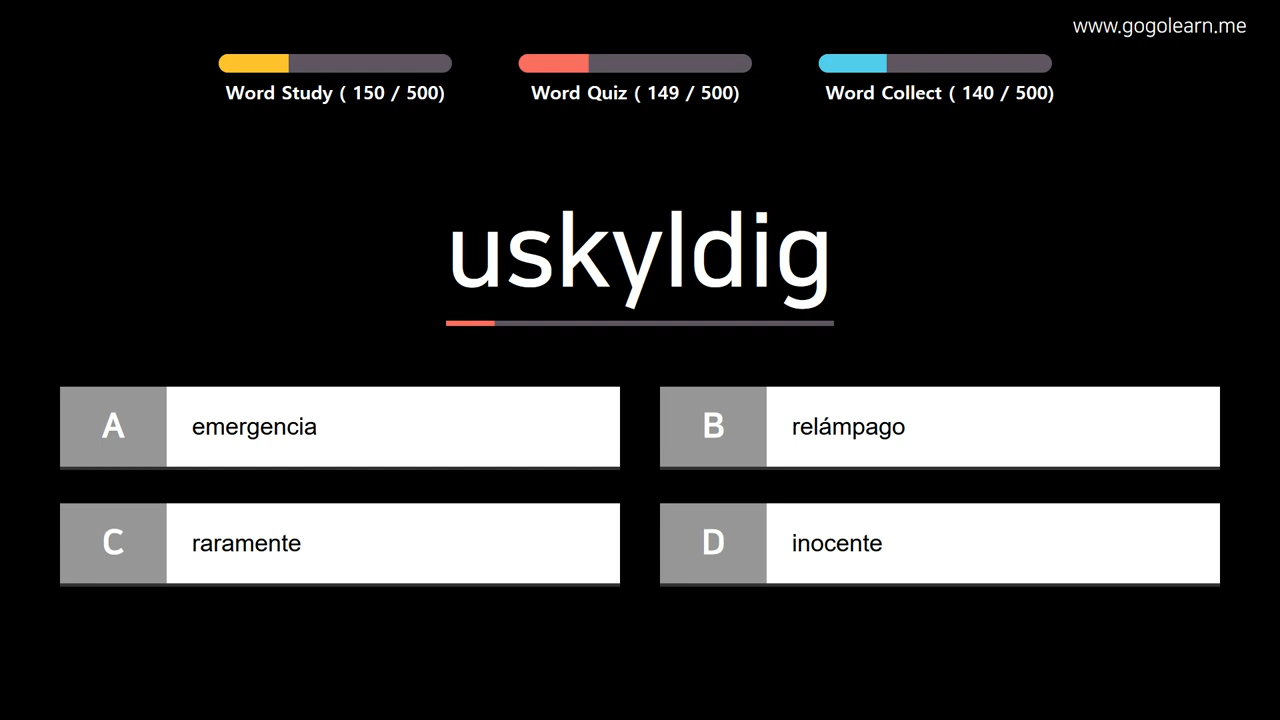 www.gogolearn.me
Word Study ( 150 / 500)
Word Quiz ( 149 / 500)
Word Collect ( 140 / 500)
uskyldig
A emergencia
B relámpago
C raramente
D inocente